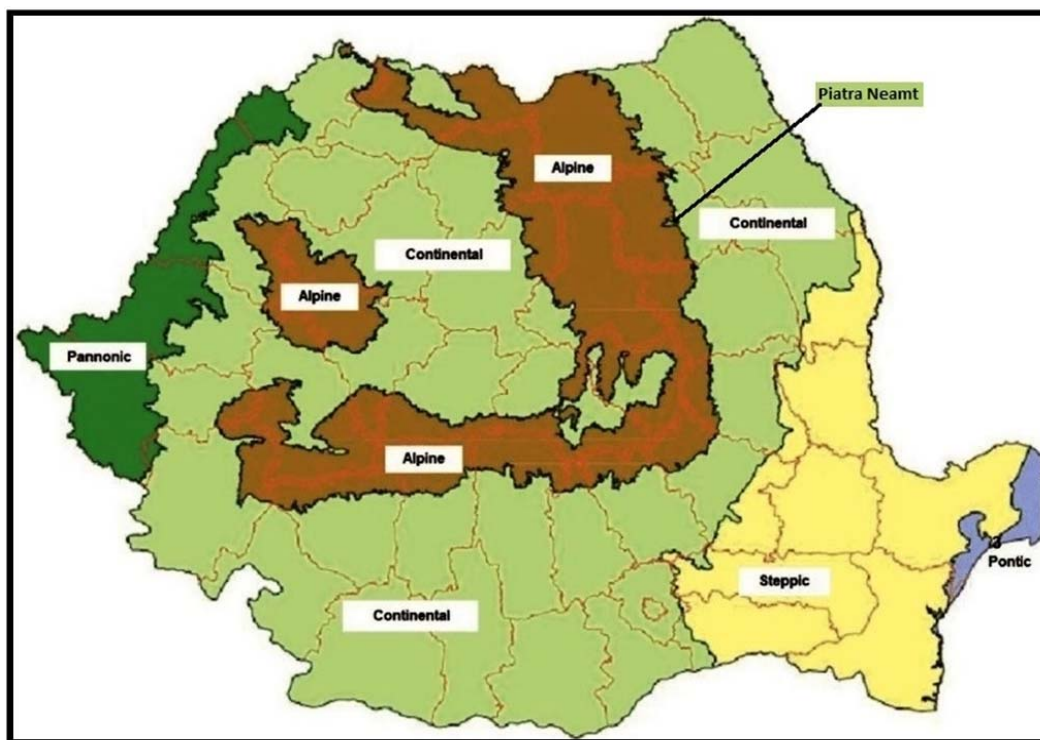 Piatra Neamt
Alpine
Continental
Continental
Alpine
Pannonic
Alpine
Pontic
Steppic
Continental